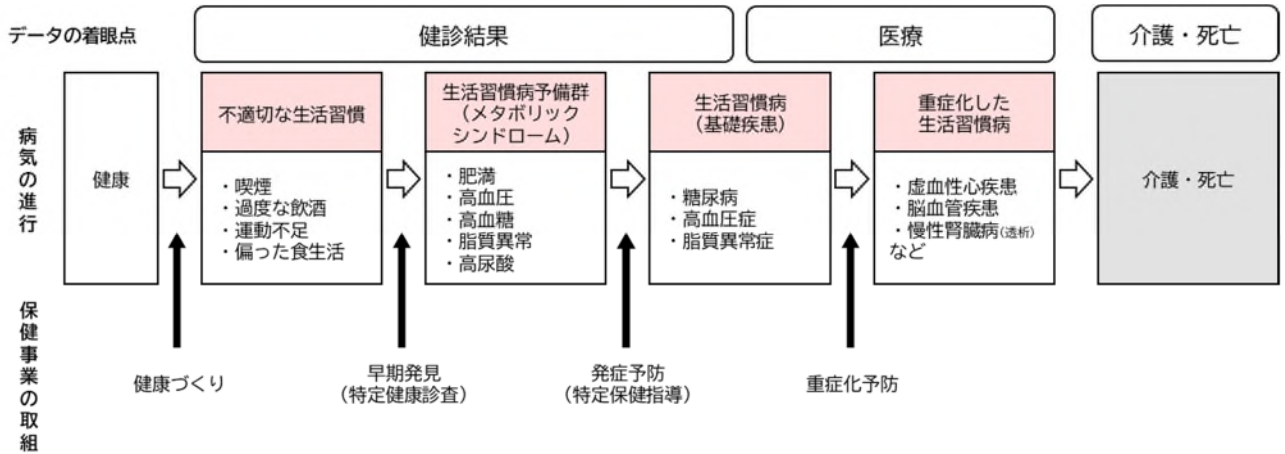 データの着眼点
健診結果
医療
介護・死亡
病気の進行
健康
不適切な生活習慣
・喫煙
・過度な飲酒
・運動不足
・偏った食生活
生活習慣病予備群
(メタボリック
シンドローム)
・肥満
・高血圧
・高血糖
・脂質異常
・高尿酸
生活習慣病
(基礎疾患)
・糖尿病
・高血圧症
・脂質異常症
重症化した
生活習慣病
・虚血性心疾患
・脳血管疾患
・慢性腎臓病(透析)
など
介護・死亡
保健事業の取組
健康づくり
早期発見
(特定健康診査)
発症予防
(特定保健指導)
重症化予防